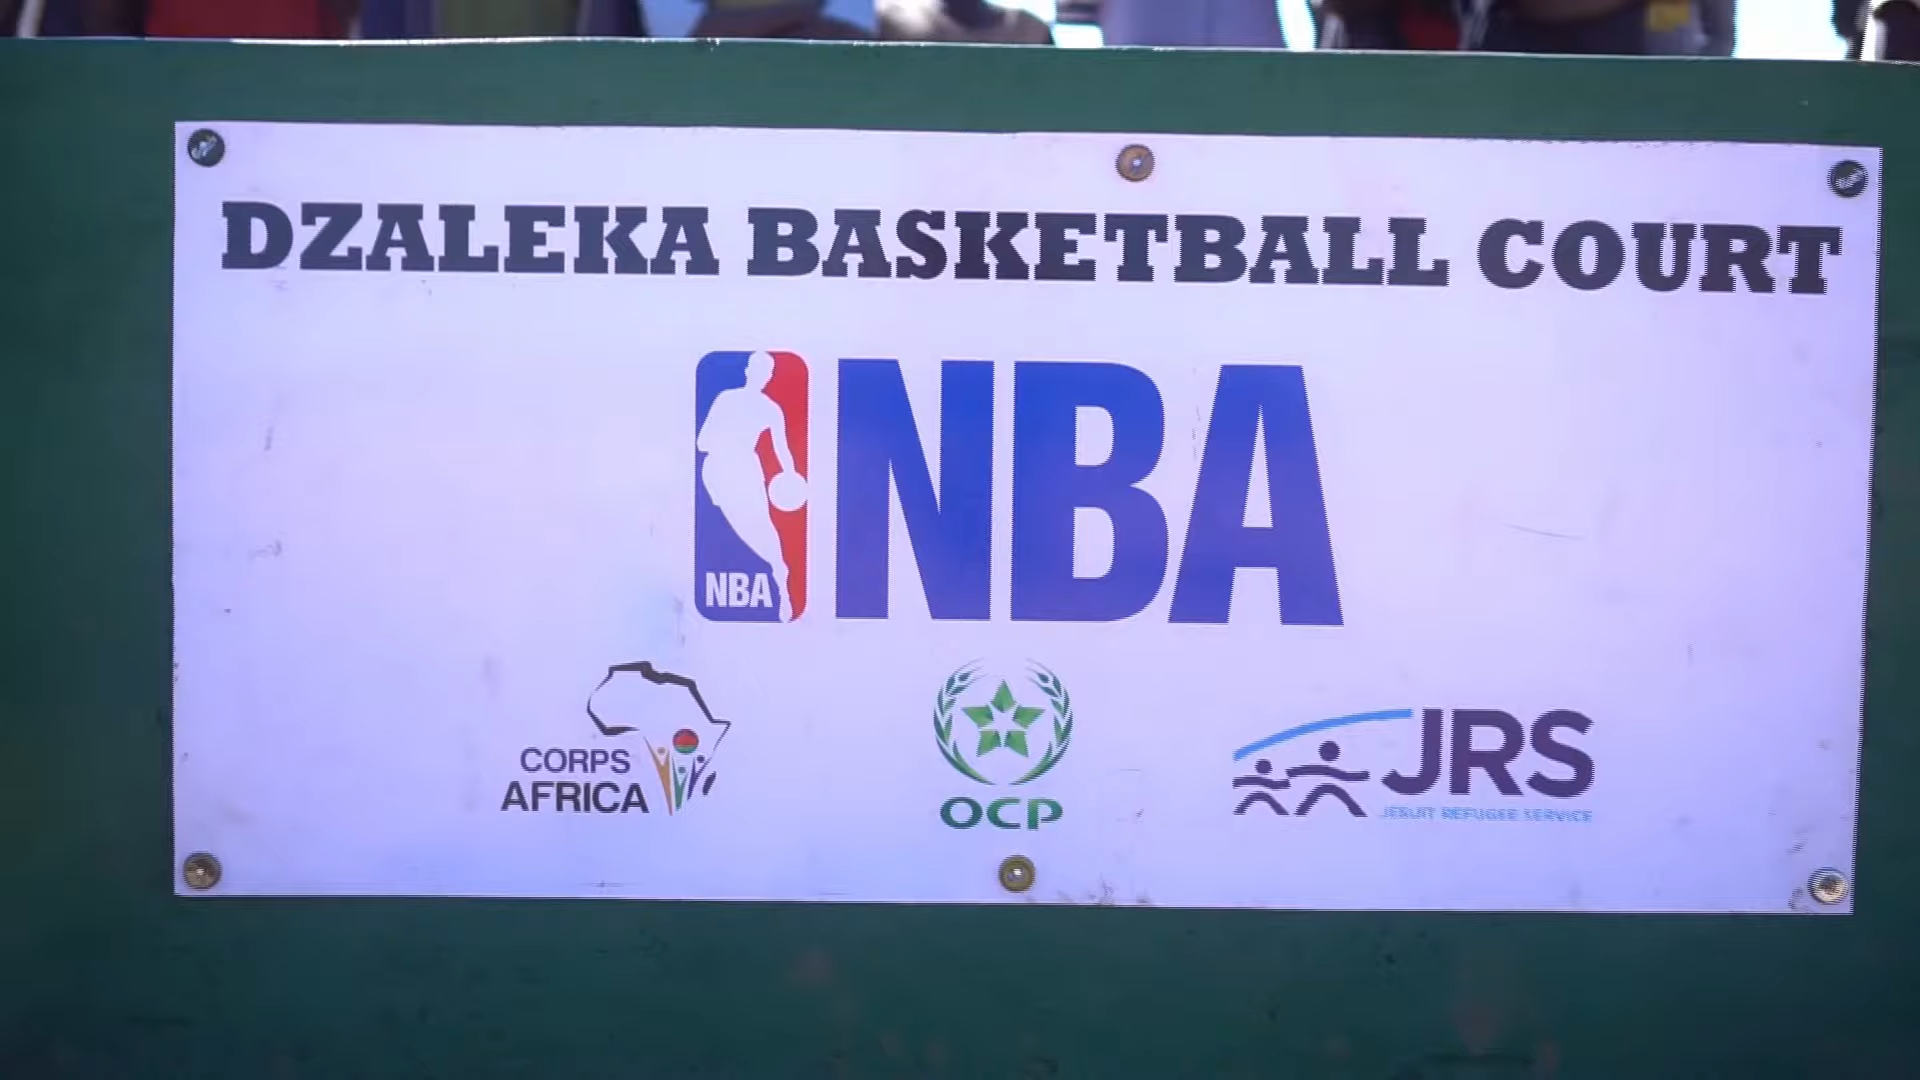 DZALEKA BASKETBALL COURT
NBA NBA
CORPS
AFRICA
OCP
JRS
JESUIT REFUGEE SERVICE